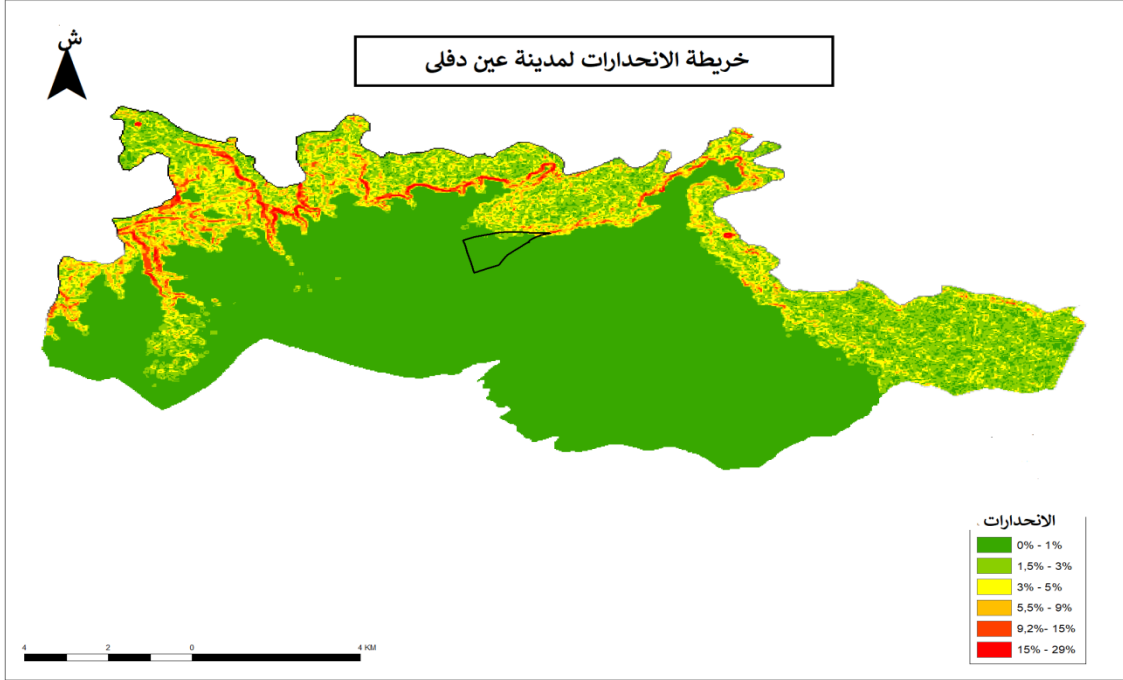 ش
خريطة الانحدارات لمدينة عين دفلى
الانحدارات
0% - 1%
1,5% - 3%
3% - 5%
5,5% - 9%
9,2%- 15%
15% - 29%
4 2 0 4 KM